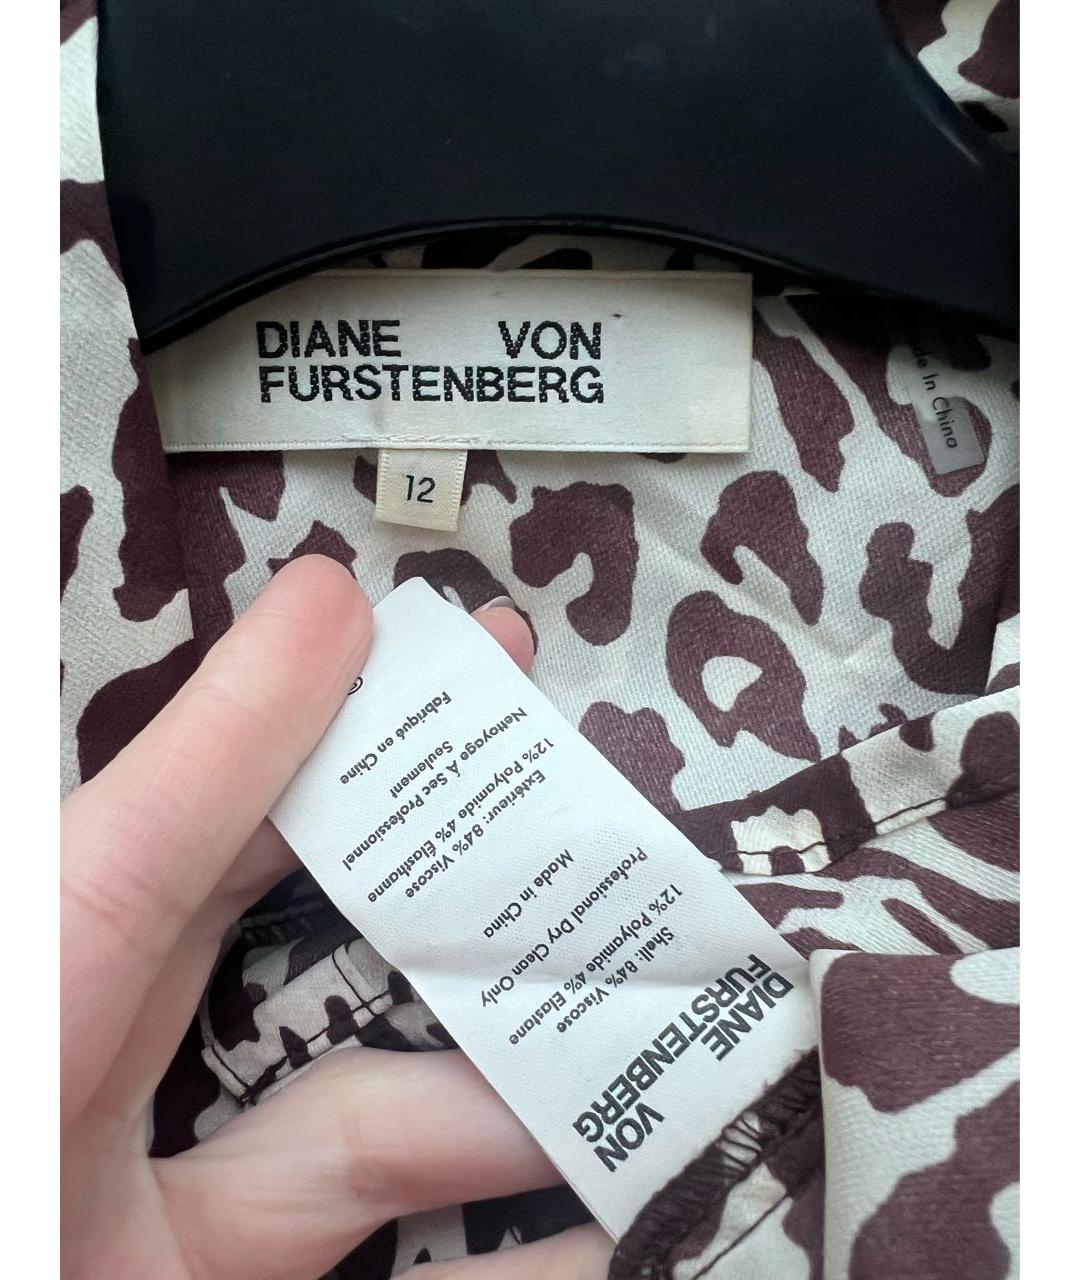 DIANE VON
FURSTENBERG
12
de In China
DIANE VON
FURSTENBERG
Shell: 84% Viscose
12% Polyamide 4% Elastane
Professional Dry Clean Only
Made in China
Extérieur: 84% Viscose
12% Polyamide 4% Élasthanne
Nettoyage À Sec Professionnel
Seulement
Fabriqué en Chine